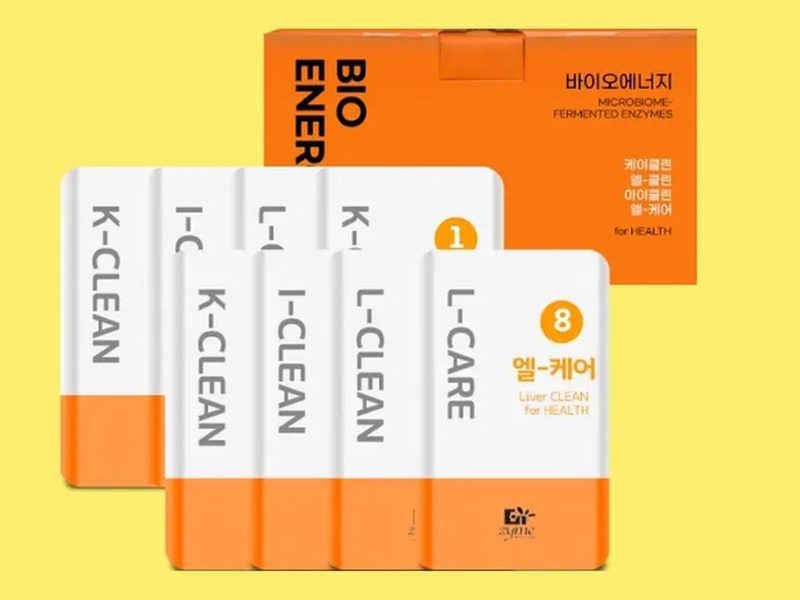 BIO
바이오에너지
MICROBIOME-
FERMENTED ENZYMES
케이클린
엘-클린
아이클린
엘-케어
for HEALTH
K-CLEAN
K-
1
K-CLEAN
I-CLEAN
L-CLEAN
L-CARE
8
엘-케어
Liver CLEAN
for HEALTH
zyme